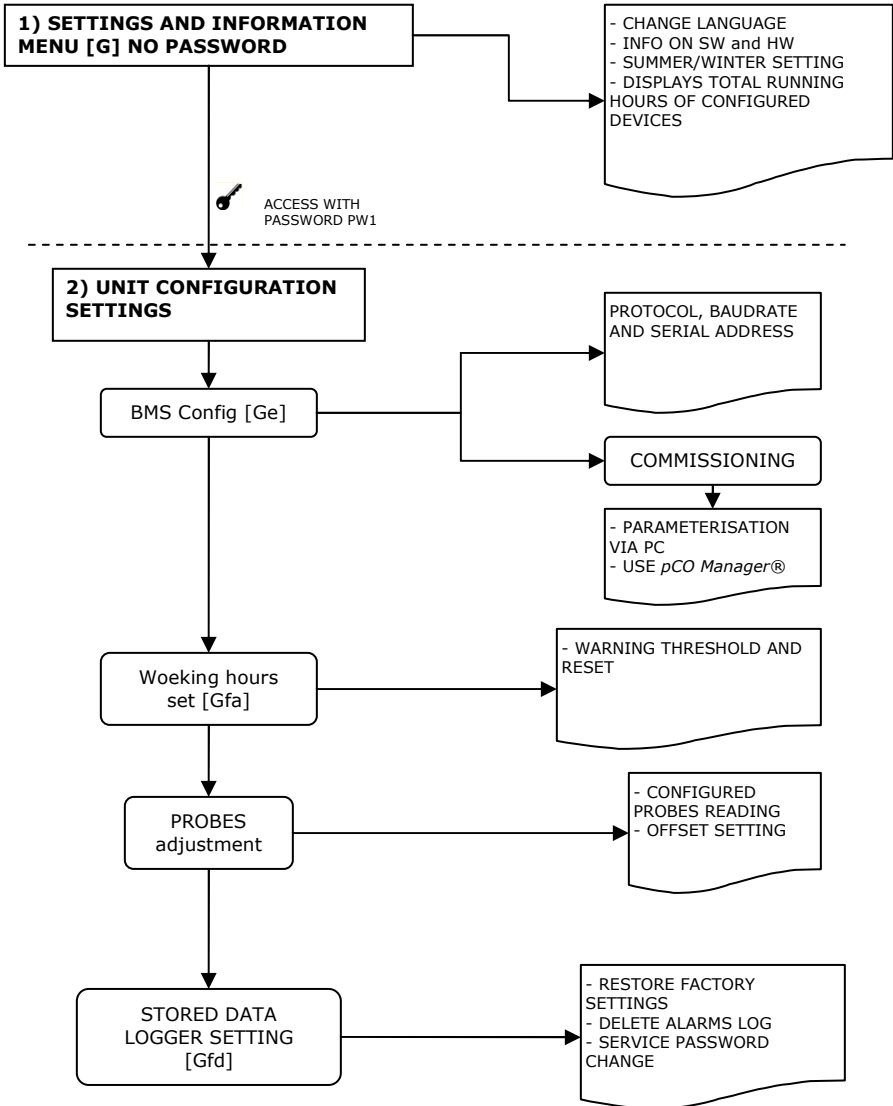 1) SETTINGS AND INFORMATION
MENU [G] NO PASSWORD
- CHANGE LANGUAGE
- INFO ON SW and HW
- SUMMER/WINTER SETTING
- DISPLAYS TOTAL RUNNING
HOURS OF CONFIGURED
DEVICES
ACCESS WITH
PASSWORD PW1
2) UNIT CONFIGURATION
SETTINGS
PROTOCOL, BAUDRATE
AND SERIAL ADDRESS
BMS Config [Ge]
COMMISSIONING
- PARAMETERISATION
VIA PC
- USE pCO Manager®
Woeking hours
set [Gfa]
- WARNING THRESHOLD AND
RESET
PROBES
adjustment
- CONFIGURED
PROBES READING
- OFFSET SETTING
STORED DATA
LOGGER SETTING
[Gfd]
- RESTORE FACTORY
SETTINGS
- DELETE ALARMS LOG
- SERVICE PASSWORD
CHANGE